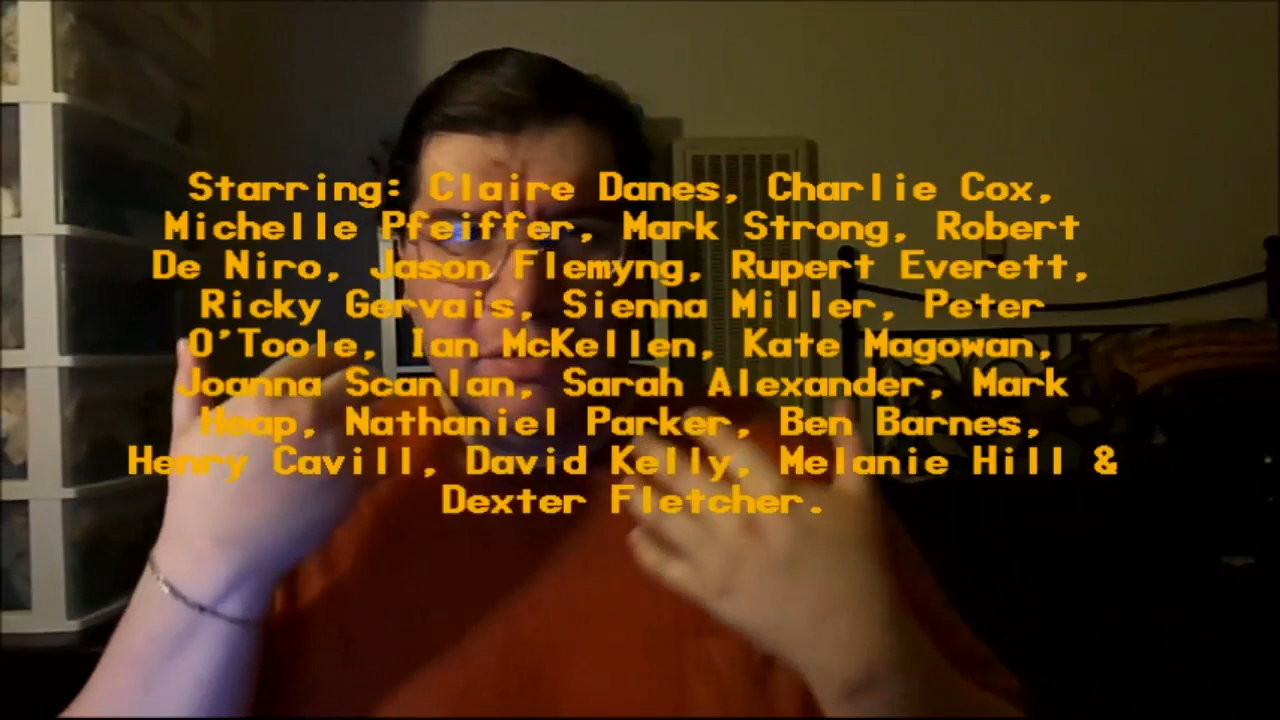 Starring: Claire Danes, Charlie Cox,
Michelle Pfeiffer, Mark Strong, Robert
De Niro, Jason Flemyng, Rupert Everett,
Ricky Gervais, Sienna Miller, Peter
O'Toole, Ian McKellen, Kate Magowan,
Joanna Scanlan, Sarah Alexander, Mark
Heap, Nathaniel Parker, Ben Barnes,
Henry Cavill, David Kelly, Melanie Hill &
Dexter Fletcher.